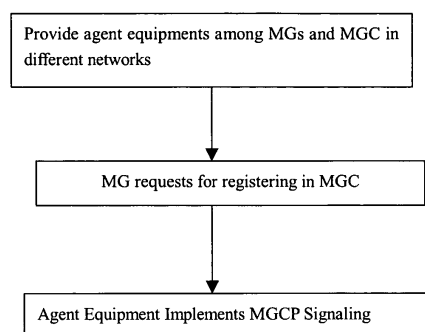 Provide agent equipments among MGs and MGC in
different networks
MG requests for registering in MGC
Agent Equipment Implements MGCP Signaling